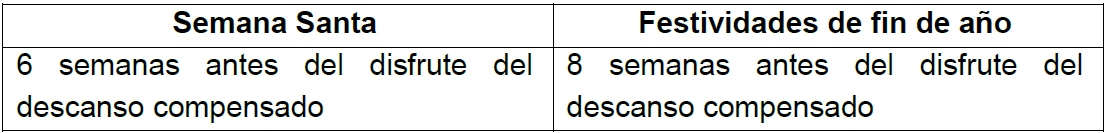 Semana Santa
Festividades de fin de año
6 semanas antes del disfrute del
descanso compensado
8 semanas antes del disfrute del
descanso compensado